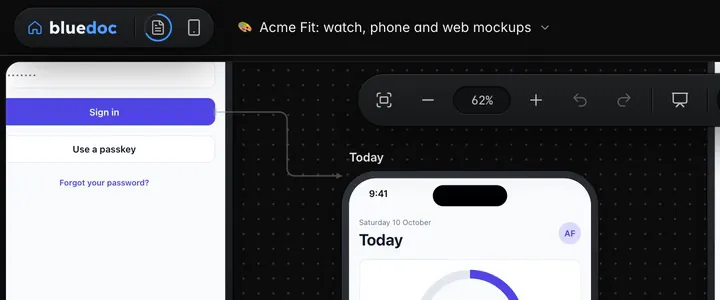 bluedoc
🎨 Acme Fit: watch, phone and web mockups
.......
Sign in
62%
Use a passkey
Today
Forgot your password?
9:41
Saturday 10 October
Today
AF